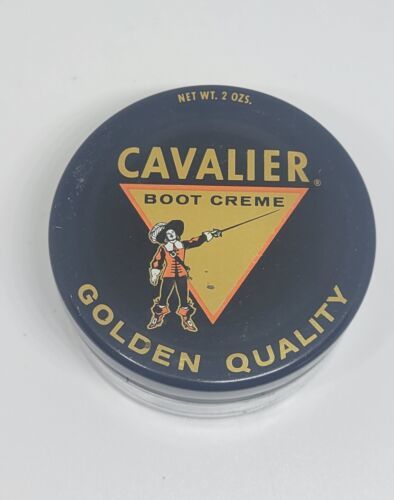 NET WT. 2 OZS.
CAVALIER®
BOOT CREME
GOLDEN QUALITY